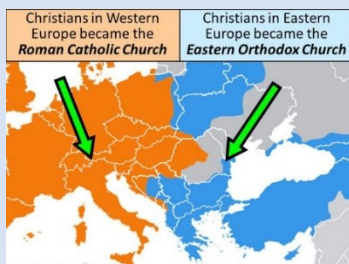 Christians in Western
Europe became the
Roman Catholic Church
Christians in Eastern
Europe became the
Eastern Orthodox Church